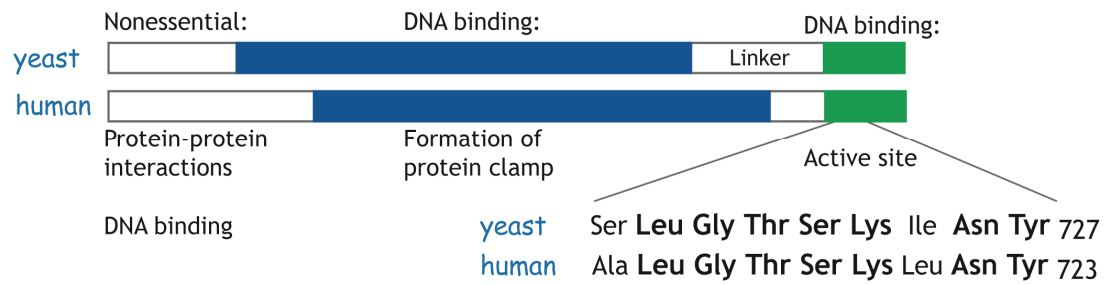 Nonessential: DNA binding: DNA binding:
yeast Linker
human
Protein-protein interactions Formation of protein clamp
Active site
DNA binding
yeast Ser Leu Gly Thr Ser Lys Ile Asn Tyr 727
human Ala Leu Gly Thr Ser Lys Leu Asn Tyr 723